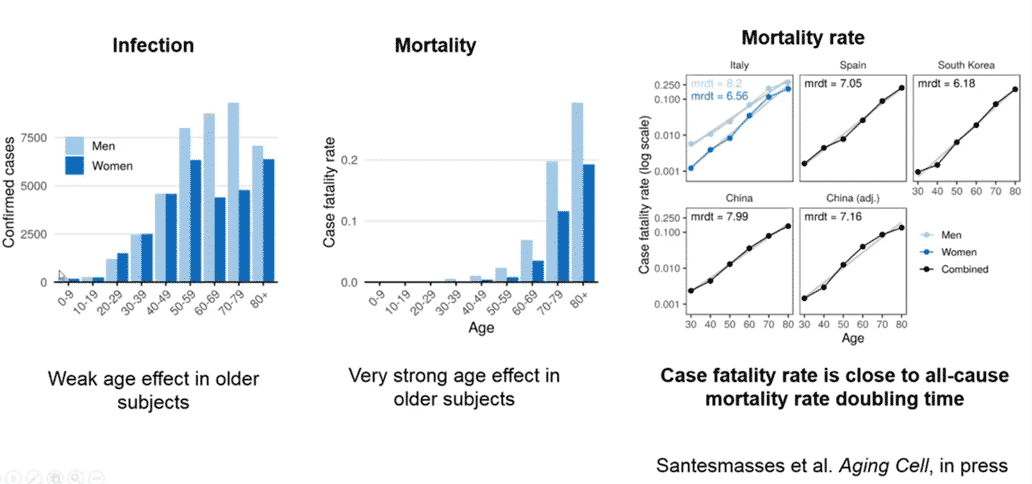 Infection
Confirmed cases
7500
5000
2500
0
Men
Women
0-9
10-19
20-29
30-39
40-49
50-59
60-69
70-79
80+
Weak age effect in older
subjects
Mortality
Case fatality rate
0.2
0.1
0.0
0-9
10-19
20-29
30-39
40-49
50-59
60-69
70-79
80+
Age
Very strong age effect in
older subjects
Mortality rate
Italy
Spain
South Korea
mrdt = 8.2
mrdt = 6.56
mrdt = 7.05
mrdt = 6.18
Case fatality rate (log scale)
0.250
0.100
0.010
0.001
30 40 50 60 70 80
China
China (adj.)
mrdt = 7.99
mrdt = 7.16
0.250
0.100
0.010
0.001
30 40 50 60 70 80
30 40 50 60 70 80
Men
Women
Combined
Age
Case fatality rate is close to all-cause
mortality rate doubling time
Santesmasses et al. Aging Cell, in press